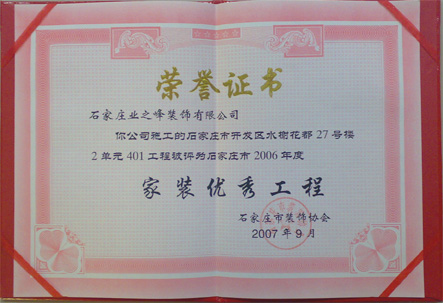 荣誉证书
石家庄业之峰装饰有限公司
你公司施工的石家庄市开发区水榭花都27号楼
2单元401工程被评为石家庄市2006年度
家装优秀工程
石家庄市装饰协会
2007年9月